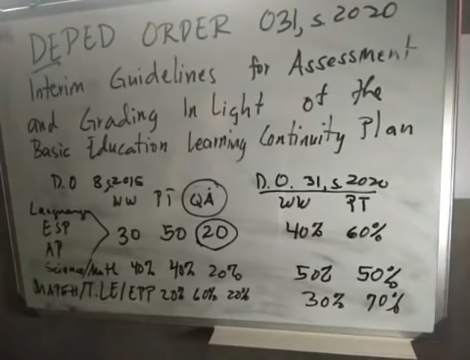 DEPED ORDER 031, s 2020
Interim Guidelines for Assessment
and Grading In Light of the
Basic Education Learning Continuity Plan
D.O 8 s 2015 D.O. 31, s 2020
WW PT QA WW PT
Languages
ESP 30 50 20 40% 60%
AP
Science/Math 40% 40% 20% 50% 50%
MAPEH/T.LE/EPP 20% 60% 20% 30% 70%